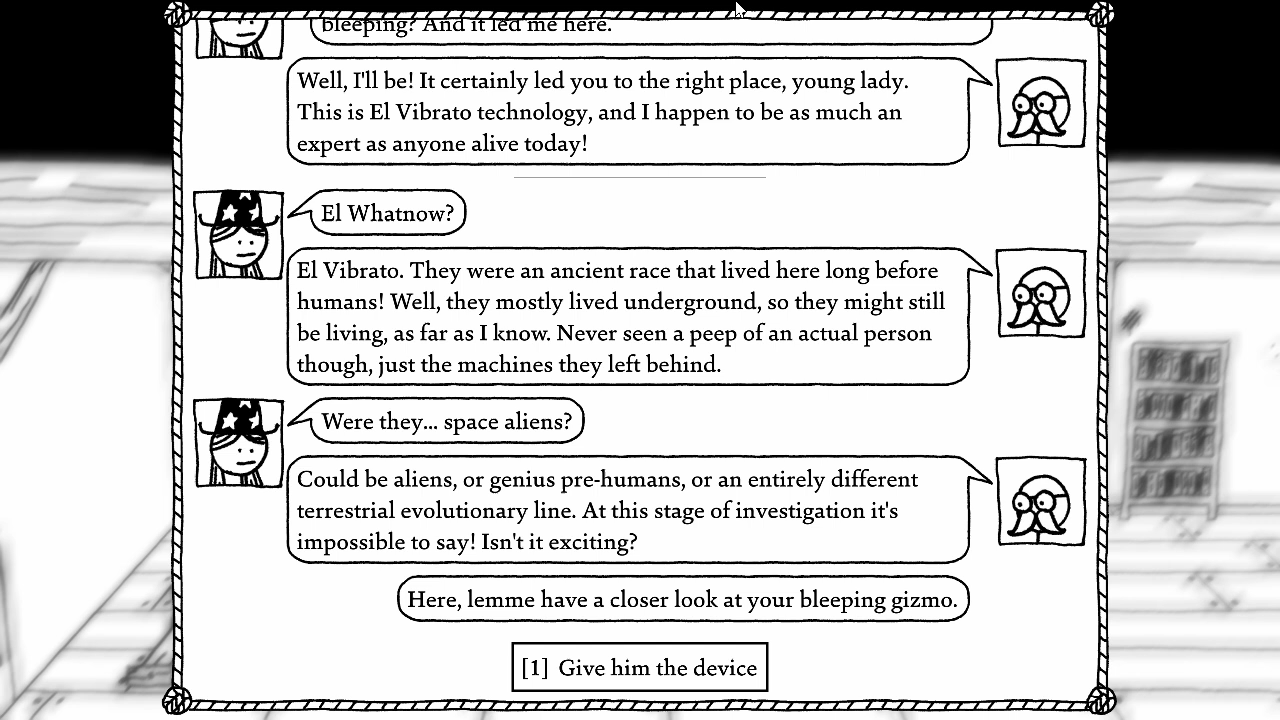 bleeping? And it led me here.
Well, I'll be! It certainly led you to the right place, young lady.
This is El Vibrato technology, and I happen to be as much an
expert as anyone alive today!
El Whatnow?
El Vibrato. They were an ancient race that lived here long before
humans! Well, they mostly lived underground, so they might still
be living, as far as I know. Never seen a peep of an actual person
though, just the machines they left behind.
Were they... space aliens?
Could be aliens, or genius pre-humans, or an entirely different
terrestrial evolutionary line. At this stage of investigation it's
impossible to say! Isn't it exciting?
Here, lemme have a closer look at your bleeping gizmo.
[1] Give him the device